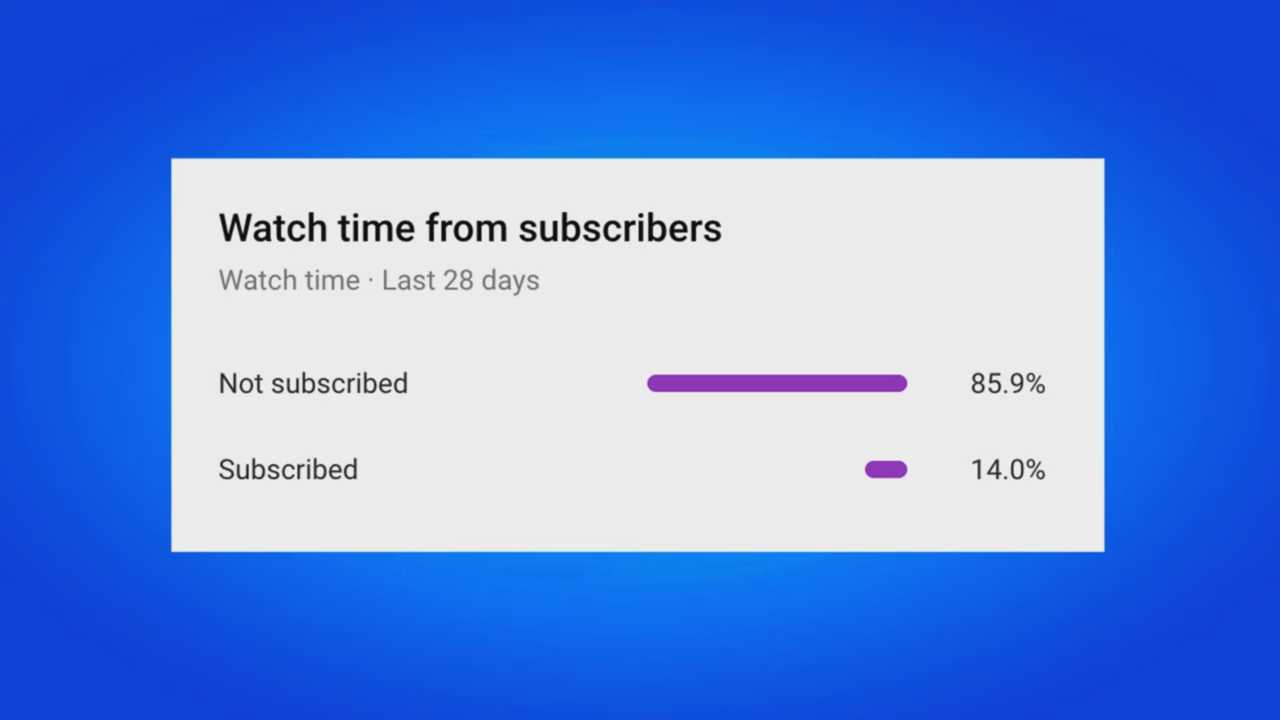 Watch time from subscribers
Watch time · Last 28 days
Not subscribed 85.9%
Subscribed 14.0%